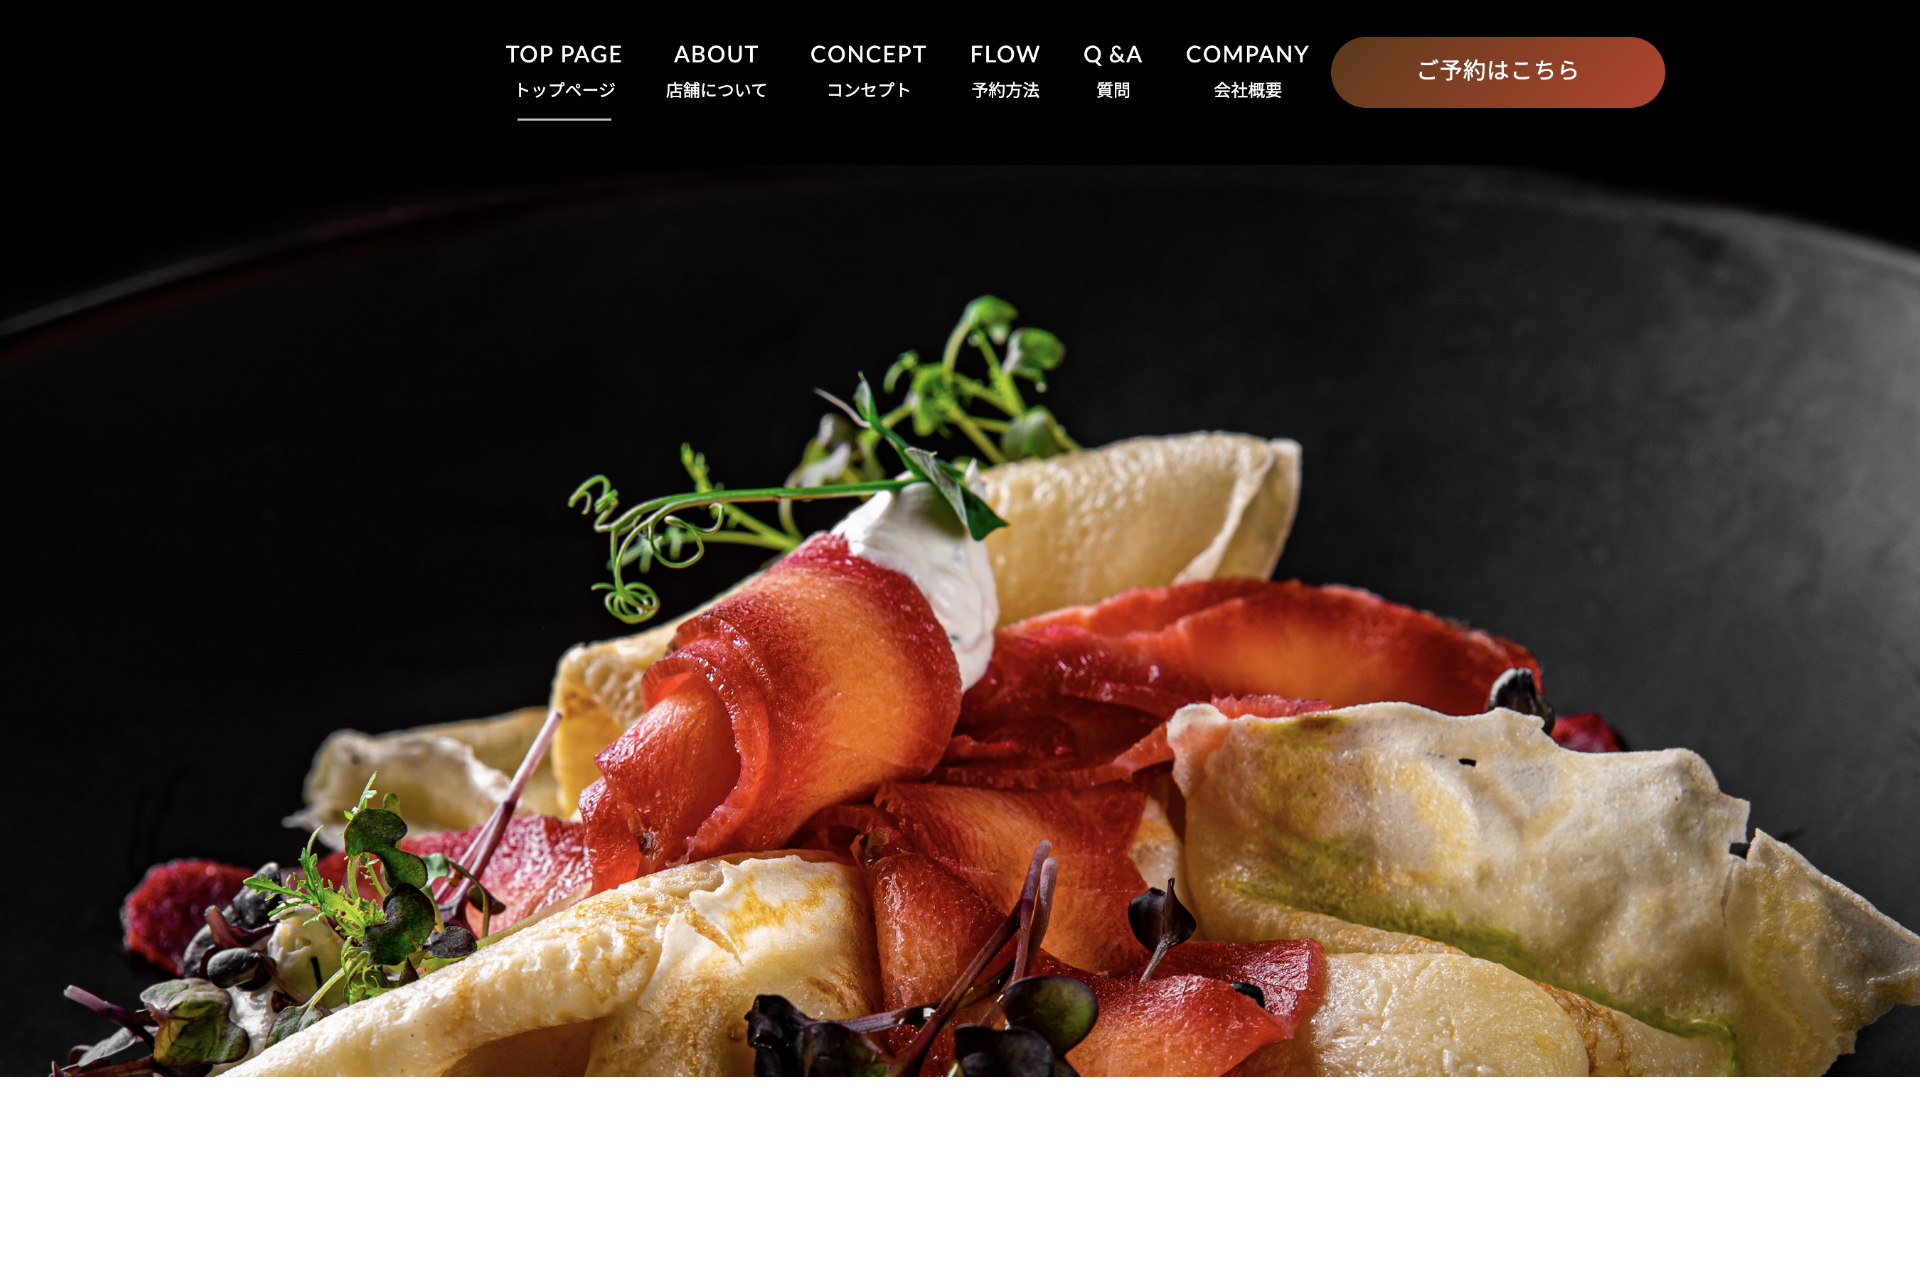 TOP PAGE
トップページ
ABOUT
店舗について
CONCEPT
コンセプト
FLOW
予約方法
Q &A
質問
COMPANY
会社概要
ご予約はこちら